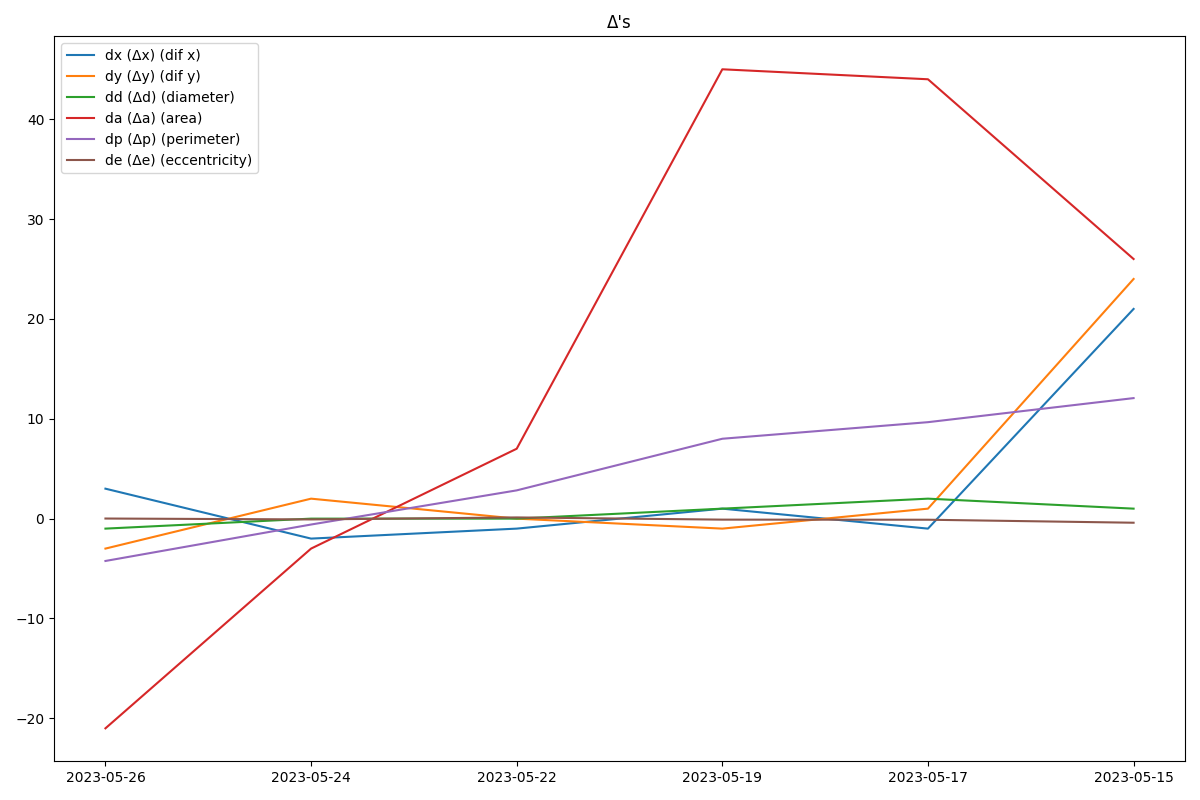 Δ's
dx (Δx) (dif x)
dy (Δy) (dif y)
dd (Δd) (diameter)
da (Δa) (area)
dp (Δp) (perimeter)
de (Δe) (eccentricity)
40
30
20
10
0
−10
−20
2023-05-26 2023-05-24 2023-05-22 2023-05-19 2023-05-17 2023-05-15